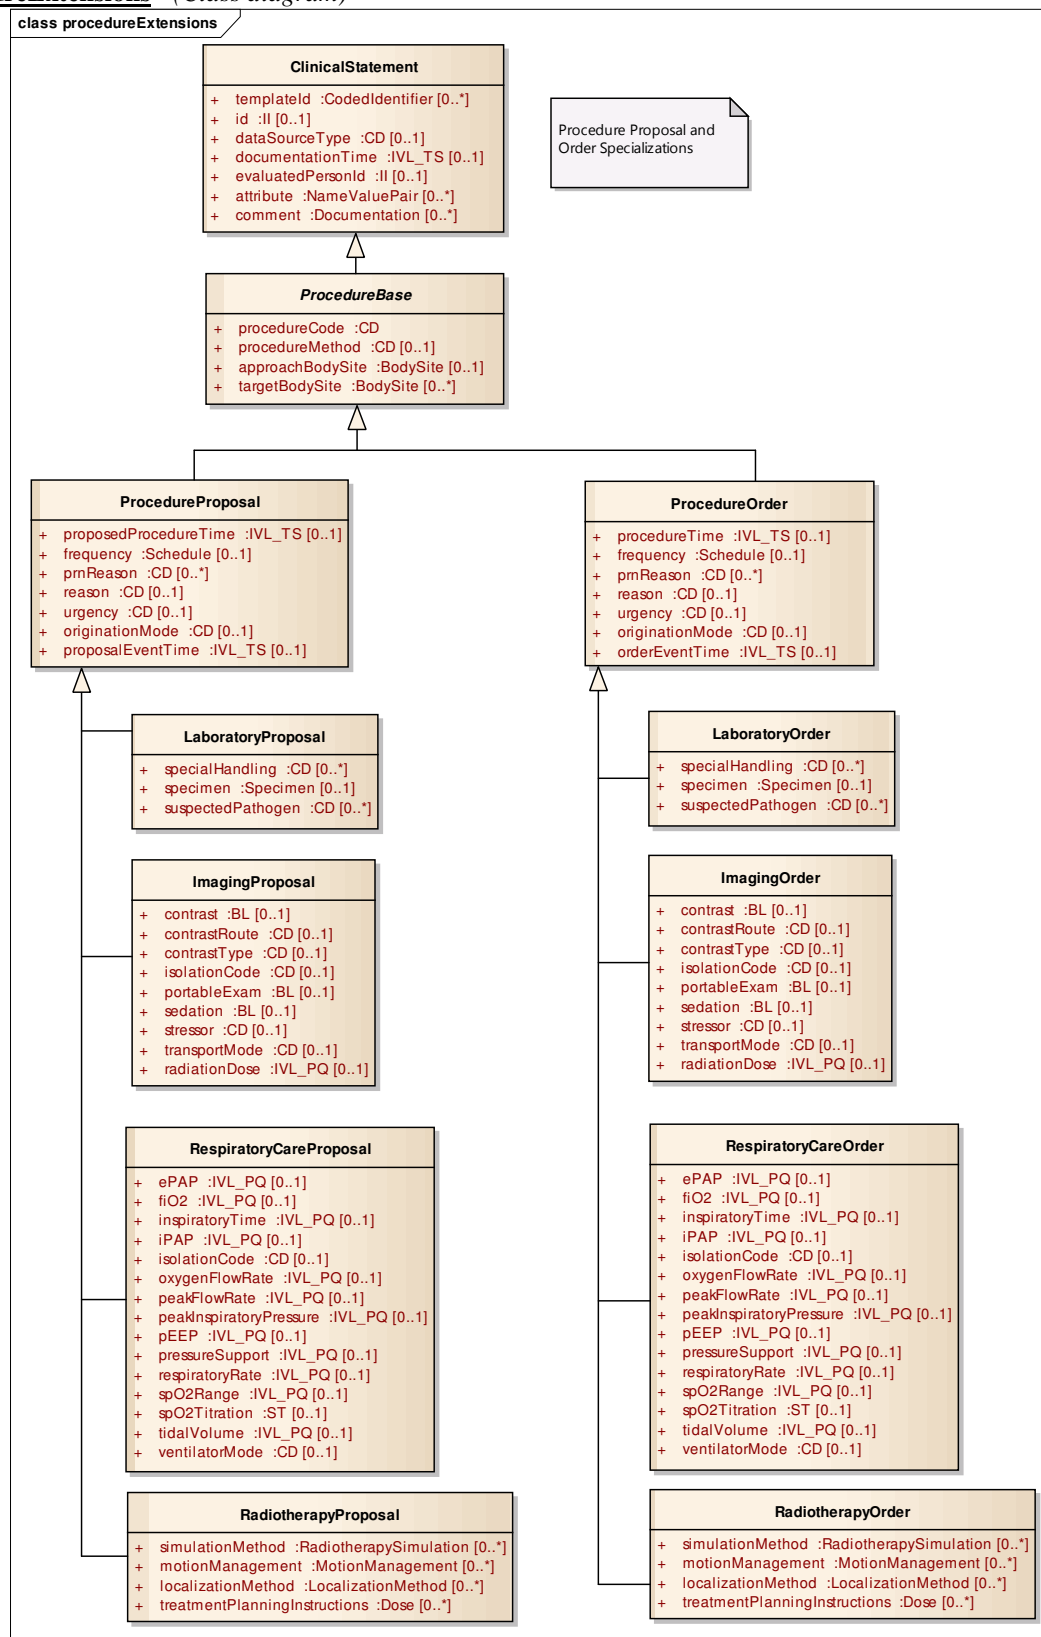 (Class diagram)
class procedureExtensions
ClinicalStatement
+ templateId :CodedIdentifier [0..*]
+ id :II [0..1]
+ dataSourceType :CD [0..1]
+ documentationTime :IVL_TS [0..1]
+ evaluatedPersonId :II [0..1]
+ attribute :NameValuePair [0..*]
+ comment :Documentation [0..*]
Procedure Proposal and
Order Specializations
ProcedureBase
+ procedureCode :CD
+ procedureMethod :CD [0..1]
+ approachBodySite :BodySite [0..1]
+ targetBodySite :BodySite [0..*]
ProcedureProposal
+ proposedProcedureTime :IVL_TS [0..1]
+ frequency :Schedule [0..1]
+ prnReason :CD [0..*]
+ reason :CD [0..1]
+ urgency :CD [0..1]
+ originationMode :CD [0..1]
+ proposalEventTime :IVL_TS [0..1]
ProcedureOrder
+ procedureTime :IVL_TS [0..1]
+ frequency :Schedule [0..1]
+ prnReason :CD [0..*]
+ reason :CD [0..1]
+ urgency :CD [0..1]
+ originationMode :CD [0..1]
+ orderEventTime :IVL_TS [0..1]
LaboratoryProposal
+ specialHandling :CD [0..*]
+ specimen :Specimen [0..1]
+ suspectedPathogen :CD [0..*]
LaboratoryOrder
+ specialHandling :CD [0..*]
+ specimen :Specimen [0..1]
+ suspectedPathogen :CD [0..*]
ImagingProposal
+ contrast :BL [0..1]
+ contrastRoute :CD [0..1]
+ contrastType :CD [0..1]
+ isolationCode :CD [0..1]
+ portableExam :BL [0..1]
+ sedation :BL [0..1]
+ stressor :CD [0..1]
+ transportMode :CD [0..1]
+ radiationDose :IVL_PQ [0..1]
ImagingOrder
+ contrast :BL [0..1]
+ contrastRoute :CD [0..1]
+ contrastType :CD [0..1]
+ isolationCode :CD [0..1]
+ portableExam :BL [0..1]
+ sedation :BL [0..1]
+ stressor :CD [0..1]
+ transportMode :CD [0..1]
+ radiationDose :IVL_PQ [0..1]
RespiratoryCareProposal
+ ePAP :IVL_PQ [0..1]
+ fiO2 :IVL_PQ [0..1]
+ inspiratoryTime :IVL_PQ [0..1]
+ iPAP :IVL_PQ [0..1]
+ isolationCode :CD [0..1]
+ oxygenFlowRate :IVL_PQ [0..1]
+ peakFlowRate :IVL_PQ [0..1]
+ peakInspiratoryPressure :IVL_PQ [0..1]
+ pEEP :IVL_PQ [0..1]
+ pressureSupport :IVL_PQ [0..1]
+ respiratoryRate :IVL_PQ [0..1]
+ spO2Range :IVL_PQ [0..1]
+ spO2Titration :ST [0..1]
+ tidalVolume :IVL_PQ [0..1]
+ ventilatorMode :CD [0..1]
RespiratoryCareOrder
+ ePAP :IVL_PQ [0..1]
+ fiO2 :IVL_PQ [0..1]
+ inspiratoryTime :IVL_PQ [0..1]
+ iPAP :IVL_PQ [0..1]
+ isolationCode :CD [0..1]
+ oxygenFlowRate :IVL_PQ [0..1]
+ peakFlowRate :IVL_PQ [0..1]
+ peakInspiratoryPressure :IVL_PQ [0..1]
+ pEEP :IVL_PQ [0..1]
+ pressureSupport :IVL_PQ [0..1]
+ respiratoryRate :IVL_PQ [0..1]
+ spO2Range :IVL_PQ [0..1]
+ spO2Titration :ST [0..1]
+ tidalVolume :IVL_PQ [0..1]
+ ventilatorMode :CD [0..1]
RadiotherapyProposal
+ simulationMethod :RadiotherapySimulation [0..*]
+ motionManagement :MotionManagement [0..*]
+ localizationMethod :LocalizationMethod [0..*]
+ treatmentPlanningInstructions :Dose [0..*]
RadiotherapyOrder
+ simulationMethod :RadiotherapySimulation [0..*]
+ motionManagement :MotionManagement [0..*]
+ localizationMethod :LocalizationMethod [0..*]
+ treatmentPlanningInstructions :Dose [0..*]